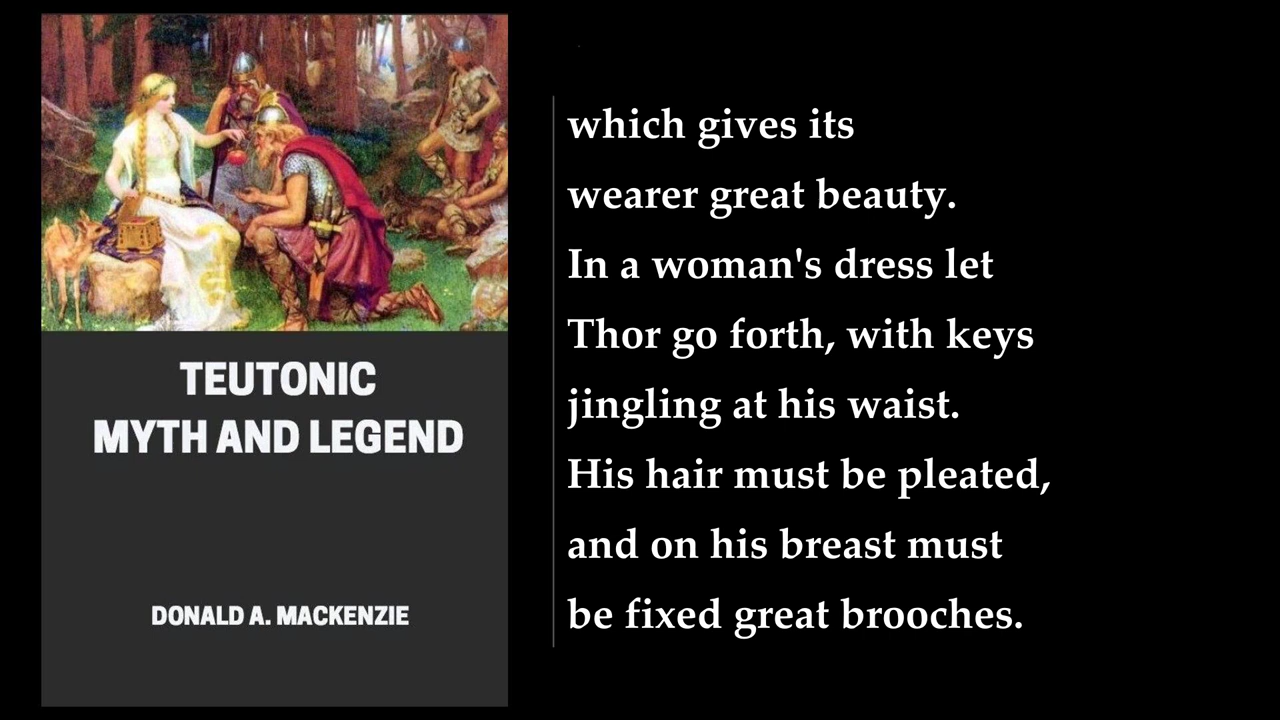 TEUTONIC
MYTH AND LEGEND
DONALD A. MACKENZIE
which gives its
wearer great beauty.
In a woman's dress let
Thor go forth, with keys
jingling at his waist.
His hair must be pleated,
and on his breast must
be fixed great brooches.